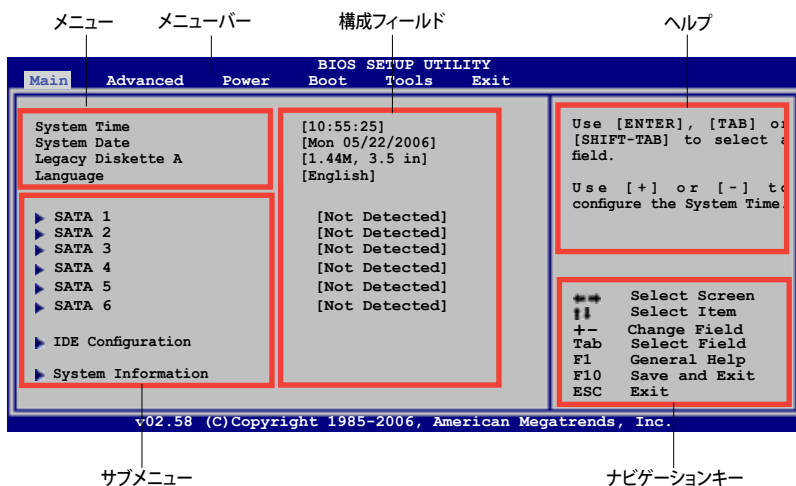 メニュー メニューバー 構成フィールド ヘルプ
BIOS SETUP UTILITY
Main Advanced Power Boot Tools Exit
System Time [10:55:25]
System Date [Mon 05/22/2006]
Legacy Diskette A [1.44M, 3.5 in]
Language [English]
SATA 1 [Not Detected]
SATA 2 [Not Detected]
SATA 3 [Not Detected]
SATA 4 [Not Detected]
SATA 5 [Not Detected]
SATA 6 [Not Detected]
IDE Configuration
System Information
Use [ENTER], [TAB] or
[SHIFT-TAB] to select a
field.
Use [+] or [-] to
configure the System Time.
Select Screen
Select Item
+- Change Field
Tab Select Field
F1 General Help
F10 Save and Exit
ESC Exit
v02.58 (C)Copyright 1985-2006, American Megatrends, Inc.
サブメニュー ナビゲーションキー